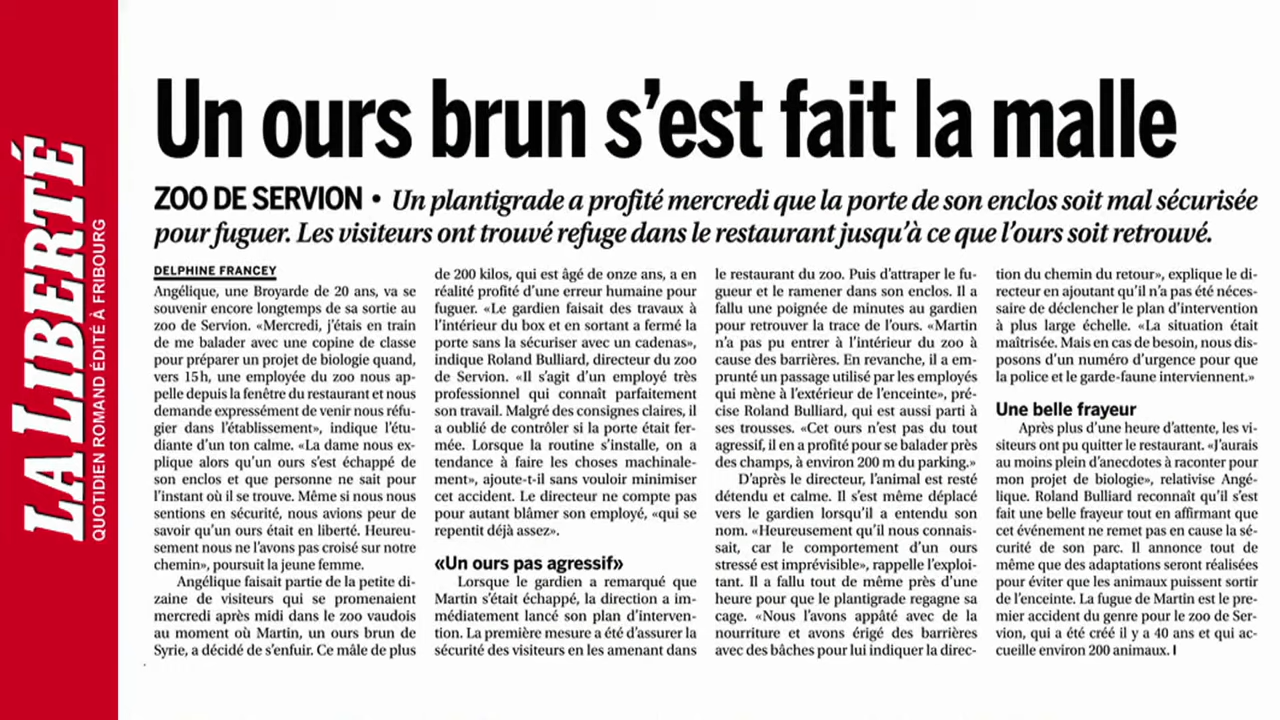 LA LIBERTÉ
QUOTIDIEN ROMAND ÉDITÉ À FRIBOURG
Un ours brun s'est fait la malle
ZOO DE SERVION • Un plantigrade a profité mercredi que la porte de son enclos soit mal sécurisée
pour fuguer. Les visiteurs ont trouvé refuge dans le restaurant jusqu'à ce que l'ours soit retrouvé.
DELPHINE FRANCEY
Angélique, une Broyarde de 20 ans, va se
souvenir encore longtemps de sa sortie au
zoo de Servion. «Mercredi, j'étais en train
de me balader avec une copine de classe
pour préparer un projet de biologie quand,
vers 15h, une employée du zoo nous ap-
pelle depuis la fenêtre du restaurant et nous
demande expressément de venir nous réfu-
gier dans l'établissement», indique l'étu-
diante d'un ton calme. «La dame nous ex-
plique alors qu'un ours s'est échappé de
son enclos et que personne ne sait pour
l'instant où il se trouve. Même si nous nous
sentions en sécurité, nous avions peur de
savoir qu'un ours était en liberté. Heureu-
sement nous ne l'avons pas croisé sur notre
chemin», poursuit la jeune femme.
Angélique faisait partie de la petite di-
zaine de visiteurs qui se promenaient
mercredi après midi dans le zoo vaudois
au moment où Martin, un ours brun de
Syrie, a décidé de s'enfuir. Ce mâle de plus
de 200 kilos, qui est âgé de onze ans, a en
réalité profité d'une erreur humaine pour
fuguer. «Le gardien faisait des travaux à
l'intérieur du box et en sortant a fermé la
porte sans la sécuriser avec un cadenas»,
indique Roland Bulliard, directeur du zoo
de Servion. «Il s'agit d'un employé très
professionnel qui connaît parfaitement
son travail. Malgré des consignes claires, il
a oublié de contrôler si la porte était fer-
mée. Lorsque la routine s'installe, on a
tendance à faire les choses machinale-
ment», ajoute-t-il sans vouloir minimiser
cet accident. Le directeur ne compte pas
pour autant blâmer son employé, «qui se
repentit déjà assez».
«Un ours pas agressif»
Lorsque le gardien a remarqué que
Martin s'était échappé, la direction a im-
médiatement lancé son plan d'interven-
tion. La première mesure a été d'assurer la
sécurité des visiteurs en les amenant dans
le restaurant du zoo. Puis d'attraper le fu-
gueur et le ramener dans son enclos. Il a
fallu une poignée de minutes au gardien
pour retrouver la trace de l'ours. «Martin
n'a pas pu entrer à l'intérieur du zoo à
cause des barrières. En revanche, il a em-
prunté un passage utilisé par les employés
qui mène à l'extérieur de l'enceinte», pré-
cise Roland Bulliard, qui est aussi parti à
ses trousses. «Cet ours n'est pas du tout
agressif, il en a profité pour se balader près
des champs, à environ 200 m du parking.»
D'après le directeur, l'animal est resté
détendu et calme. Il s'est même déplacé
vers le gardien lorsqu'il a entendu son
nom. «Heureusement qu'il nous connais-
sait, car le comportement d'un ours
stressé est imprévisible», rappelle l'exploi-
tant. Il a fallu tout de même près d'une
heure pour que le plantigrade regagne sa
cage. «Nous l'avons appâté avec de la
nourriture et avons érigé des barrières
avec des bâches pour lui indiquer la direc-
tion du chemin du retour», explique le di-
recteur en ajoutant qu'il n'a pas été néces-
saire de déclencher le plan d'intervention
à plus large échelle. «La situation était
maîtrisée. Mais en cas de besoin, nous dis-
posons d'un numéro d'urgence pour que
la police et le garde-faune interviennent.»
Une belle frayeur
Après plus d'une heure d'attente, les vi-
siteurs ont pu quitter le restaurant. «J'aurais
au moins plein d'anecdotes à raconter pour
mon projet de biologie», relativise Angé-
lique. Roland Bulliard reconnaît qu'il s'est
fait une belle frayeur tout en affirmant que
cet événement ne remet pas en cause la sé-
curité de son parc. Il annonce tout de
même que des adaptations seront réalisées
pour éviter que les animaux puissent sortir
de l'enceinte. La fugue de Martin est le pre-
mier accident du genre pour le zoo de Ser-
vion, qui a été créé il y a 40 ans et qui ac-
cueille environ 200 animaux. I